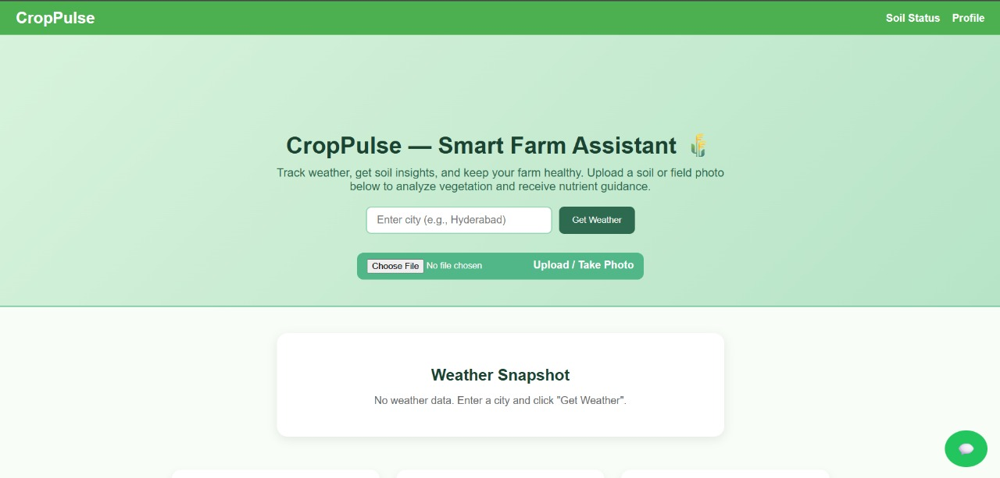 CropPulse
Soil Status Profile
CropPulse — Smart Farm Assistant
Track weather, get soil insights, and keep your farm healthy. Upload a soil or field photo
below to analyze vegetation and receive nutrient guidance.
Enter city (e.g., Hyderabad) Get Weather
Choose File No file chosen Upload / Take Photo
Weather Snapshot
No weather data. Enter a city and click "Get Weather".